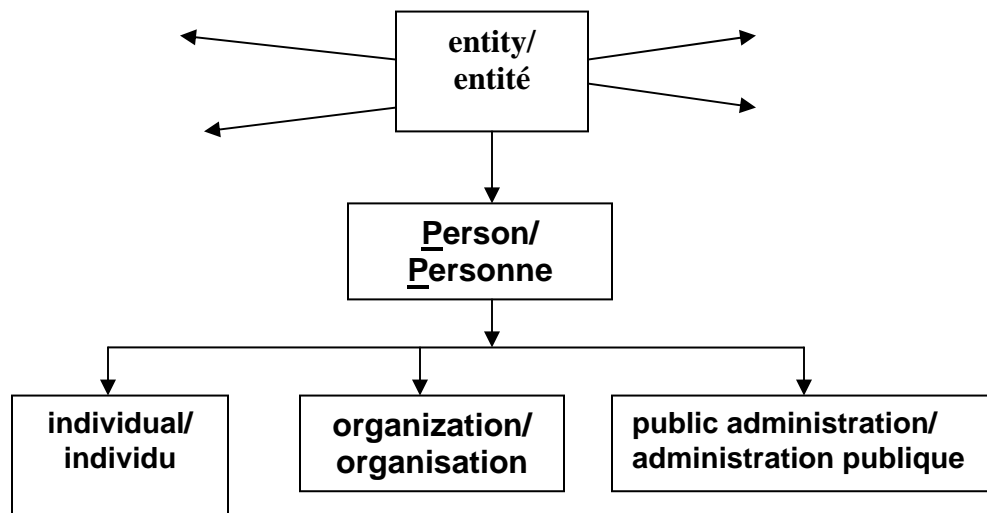 entity/
entité
Person/
Personne
individual/
individu
organization/
organisation
public administration/
administration publique